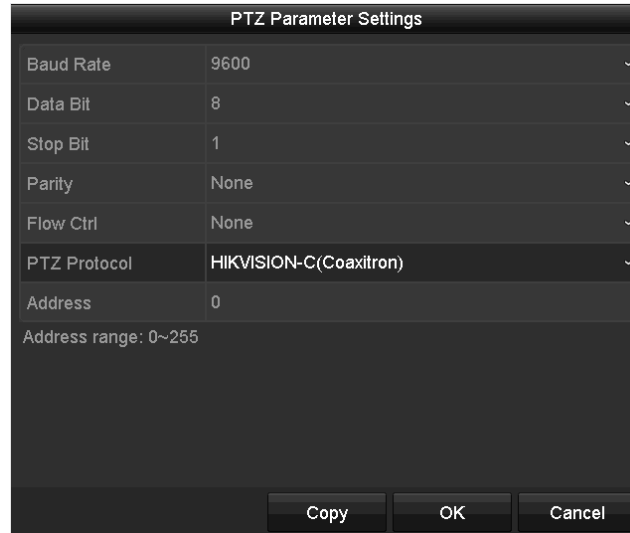 PTZ Parameter Settings
Baud Rate 9600
Data Bit 8
Stop Bit 1
Parity None
Flow Ctrl None
PTZ Protocol HIKVISION-C(Coaxitron)
Address 0
Address range: 0~255
Copy OK Cancel